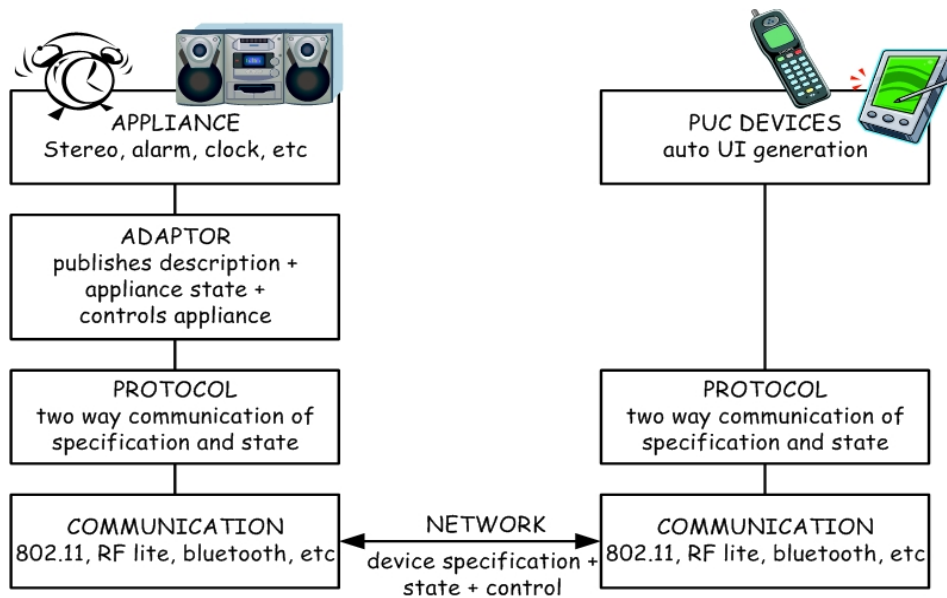 APPLIANCE
Stereo, alarm, clock, etc
PUC DEVICES
auto UI generation
ADAPTOR
publishes description +
appliance state +
controls appliance
PROTOCOL
two way communication of
specification and state
PROTOCOL
two way communication of
specification and state
COMMUNICATION
802.11, RF lite, bluetooth, etc
NETWORK
device specification +
state + control
COMMUNICATION
802.11, RF lite, bluetooth, etc